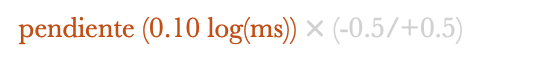 pendiente (0.10 log(ms)) × (-0.5/+0.5)